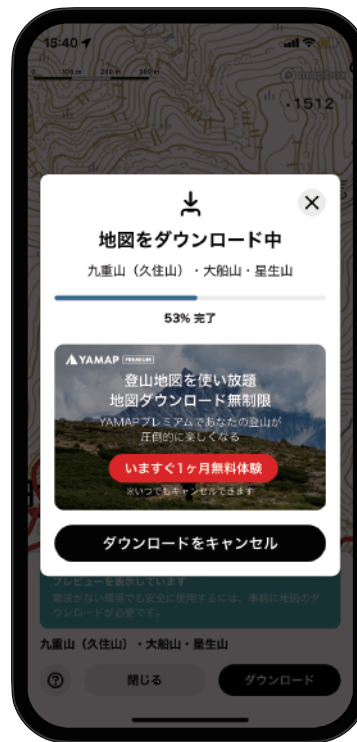 15:40
0 100 m 200 m 300 m
mapbox
・1512
地図をダウンロード中
九重山（久住山）・大船山・星生山
53% 完了
YAMAP PREMIUM
登山地図を使い放題
地図ダウンロード無制限
YAMAPプレミアムであなたの登山が
圧倒的に楽しくなる
いますぐ1ヶ月無料体験
※いつでもキャンセルできます
ダウンロードをキャンセル
プレビューを表示しています
電波がない環境でも安全に使用するには、事前に地図のダ
ウンロードが必要です。
九重山（久住山）・大船山・星生山
閉じる
ダウンロード